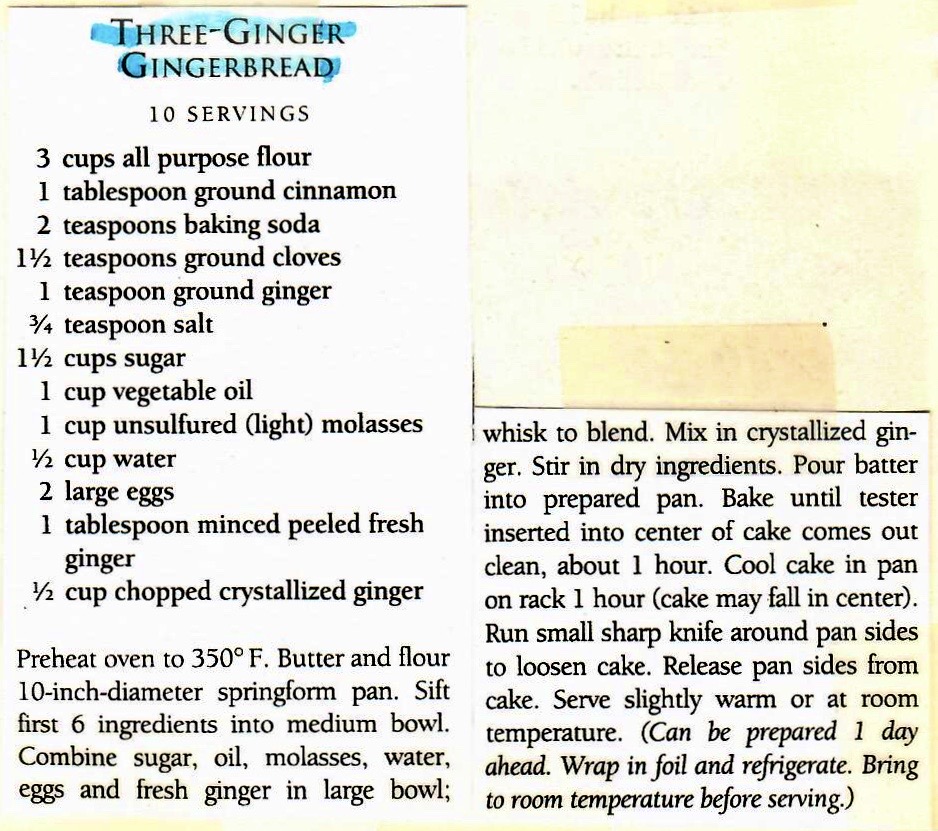 THREE-GINGER
GINGERBREAD
10 SERVINGS
3 cups all purpose flour
1 tablespoon ground cinnamon
2 teaspoons baking soda
1½ teaspoons ground cloves
1 teaspoon ground ginger
¾ teaspoon salt
1½ cups sugar
1 cup vegetable oil
1 cup unsulfured (light) molasses
½ cup water
2 large eggs
1 tablespoon minced peeled fresh
ginger
½ cup chopped crystallized ginger
Preheat oven to 350° F. Butter and flour
10-inch-diameter springform pan. Sift
first 6 ingredients into medium bowl.
Combine sugar, oil, molasses, water,
eggs and fresh ginger in large bowl;
whisk to blend. Mix in crystallized gin-
ger. Stir in dry ingredients. Pour batter
into prepared pan. Bake until tester
inserted into center of cake comes out
clean, about 1 hour. Cool cake in pan
on rack 1 hour (cake may fall in center).
Run small sharp knife around pan sides
to loosen cake. Release pan sides from
cake. Serve slightly warm or at room
temperature. (Can be prepared 1 day
ahead. Wrap in foil and refrigerate. Bring
to room temperature before serving.)